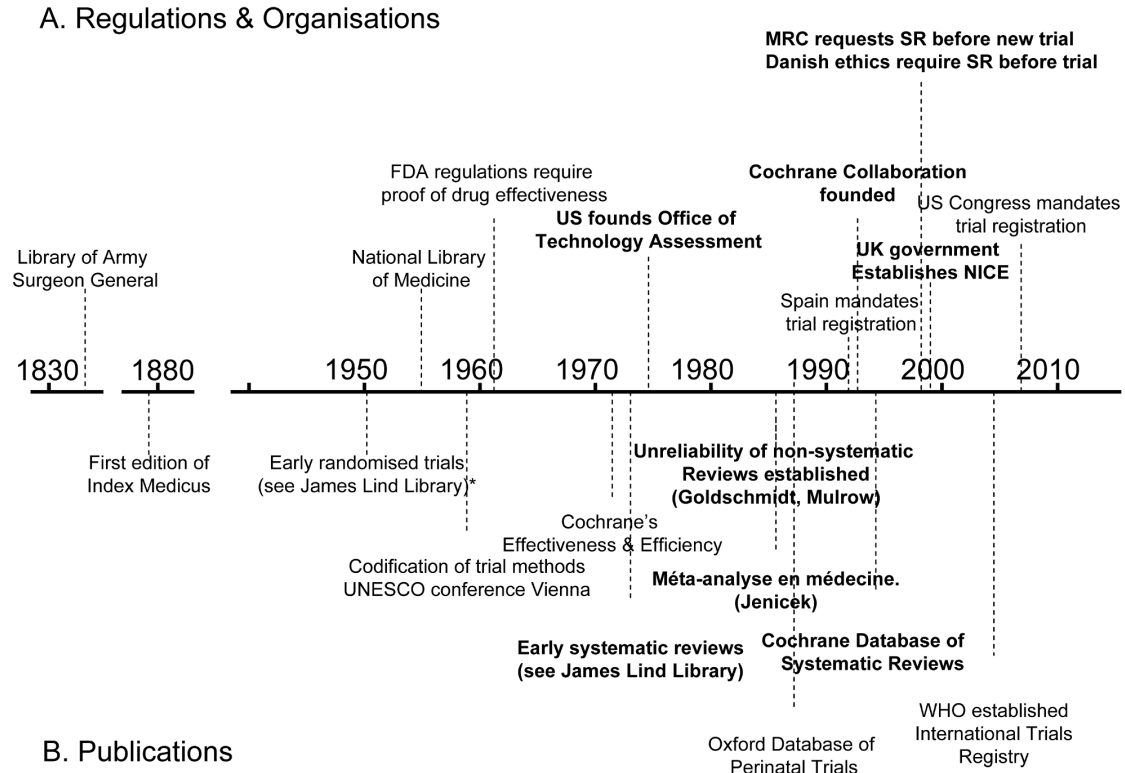 A. Regulations & Organisations
MRC requests SR before new trial
Danish ethics require SR before trial
FDA regulations require
proof of drug effectiveness
Cochrane Collaboration
founded
US Congress mandates
trial registration
US founds Office of
Technology Assessment
Library of Army
Surgeon General
National Library
of Medicine
UK government
Establishes NICE
Spain mandates
trial registration
1830 1880 1950 1960 1970 1980 1990 2000 2010
First edition of
Index Medicus
Early randomised trials
(see James Lind Library)*
Unreliability of non-systematic
Reviews established
(Goldschmidt, Mulrow)
Cochrane's
Effectiveness & Efficiency
Codification of trial methods
UNESCO conference Vienna
Méta-analyse en médecine.
(Jenicek)
Early systematic reviews
(see James Lind Library)
Cochrane Database of
Systematic Reviews
WHO established
International Trials
Registry
B. Publications
Oxford Database of
Perinatal Trials